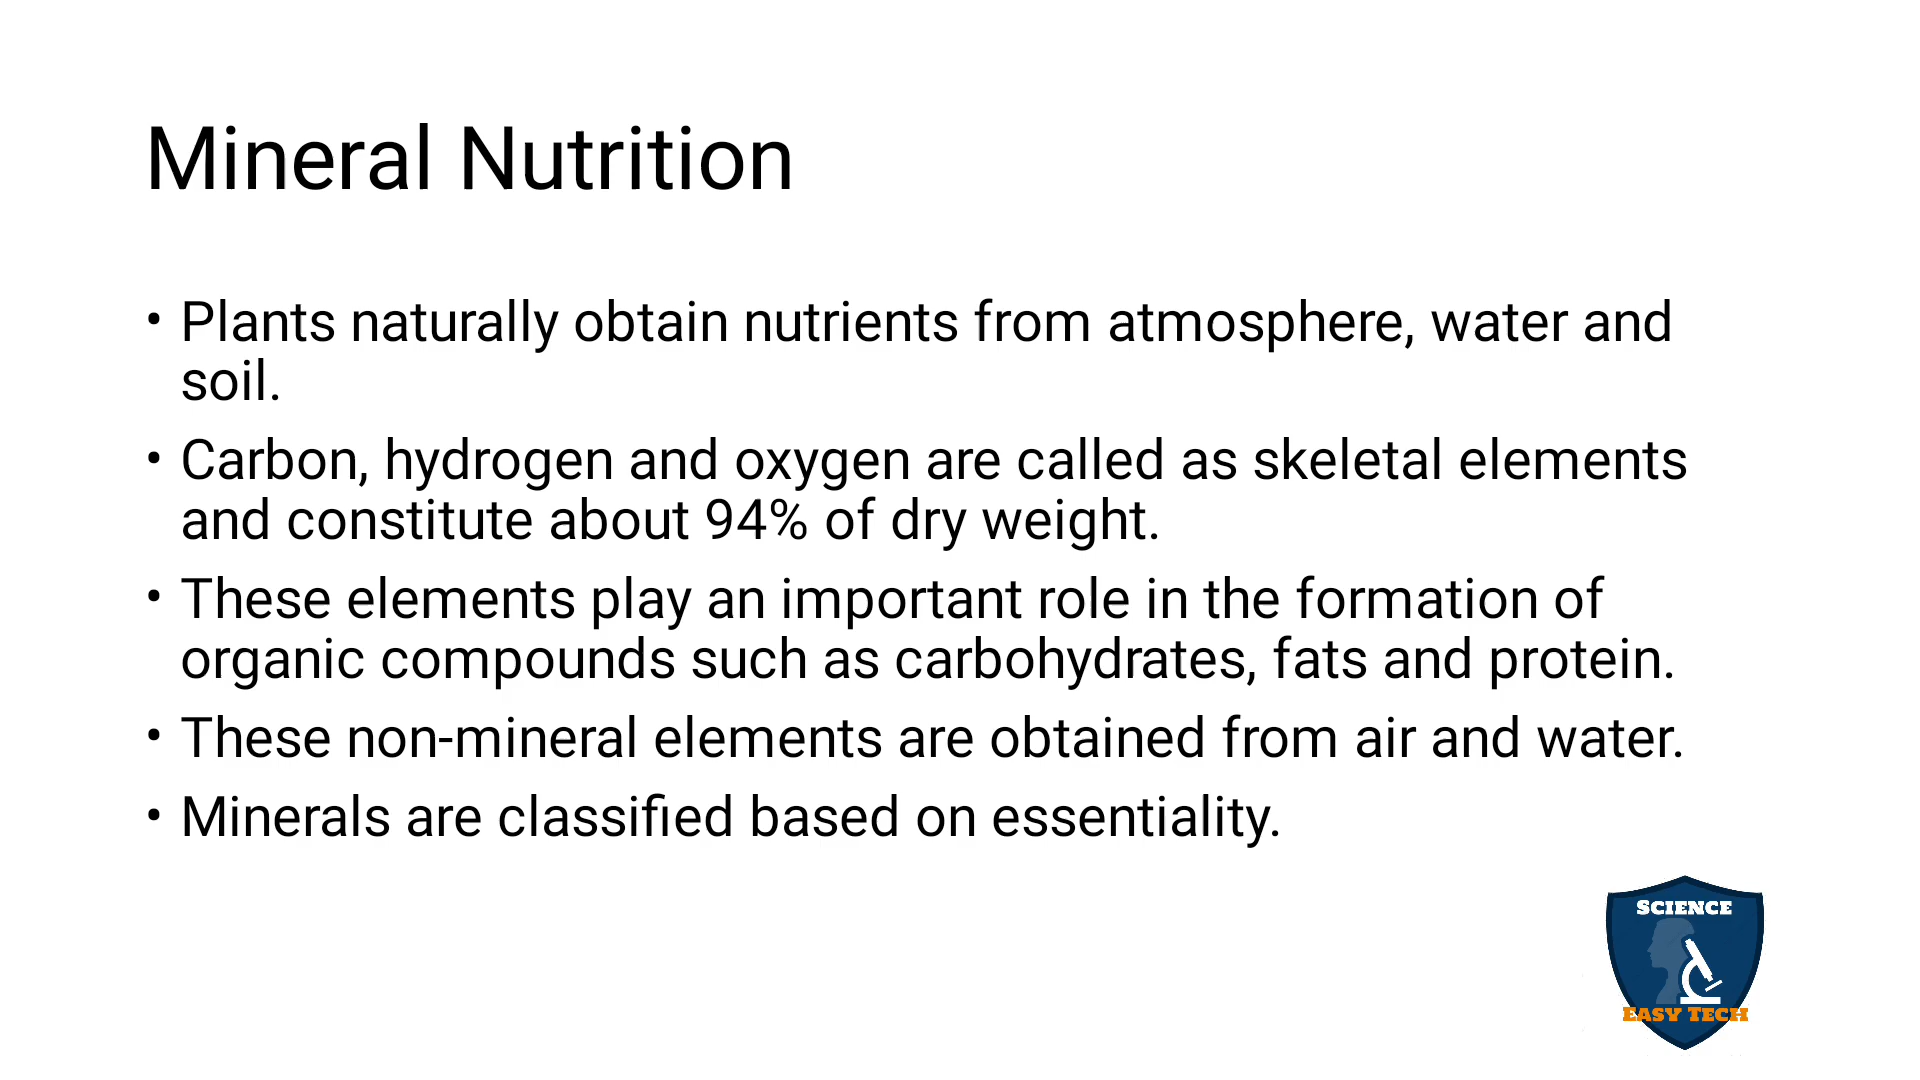 Mineral Nutrition
• Plants naturally obtain nutrients from atmosphere, water and
soil.
• Carbon, hydrogen and oxygen are called as skeletal elements
and constitute about 94% of dry weight.
• These elements play an important role in the formation of
organic compounds such as carbohydrates, fats and protein.
• These non-mineral elements are obtained from air and water.
• Minerals are classified based on essentiality.
SCIENCE
EASY TECH